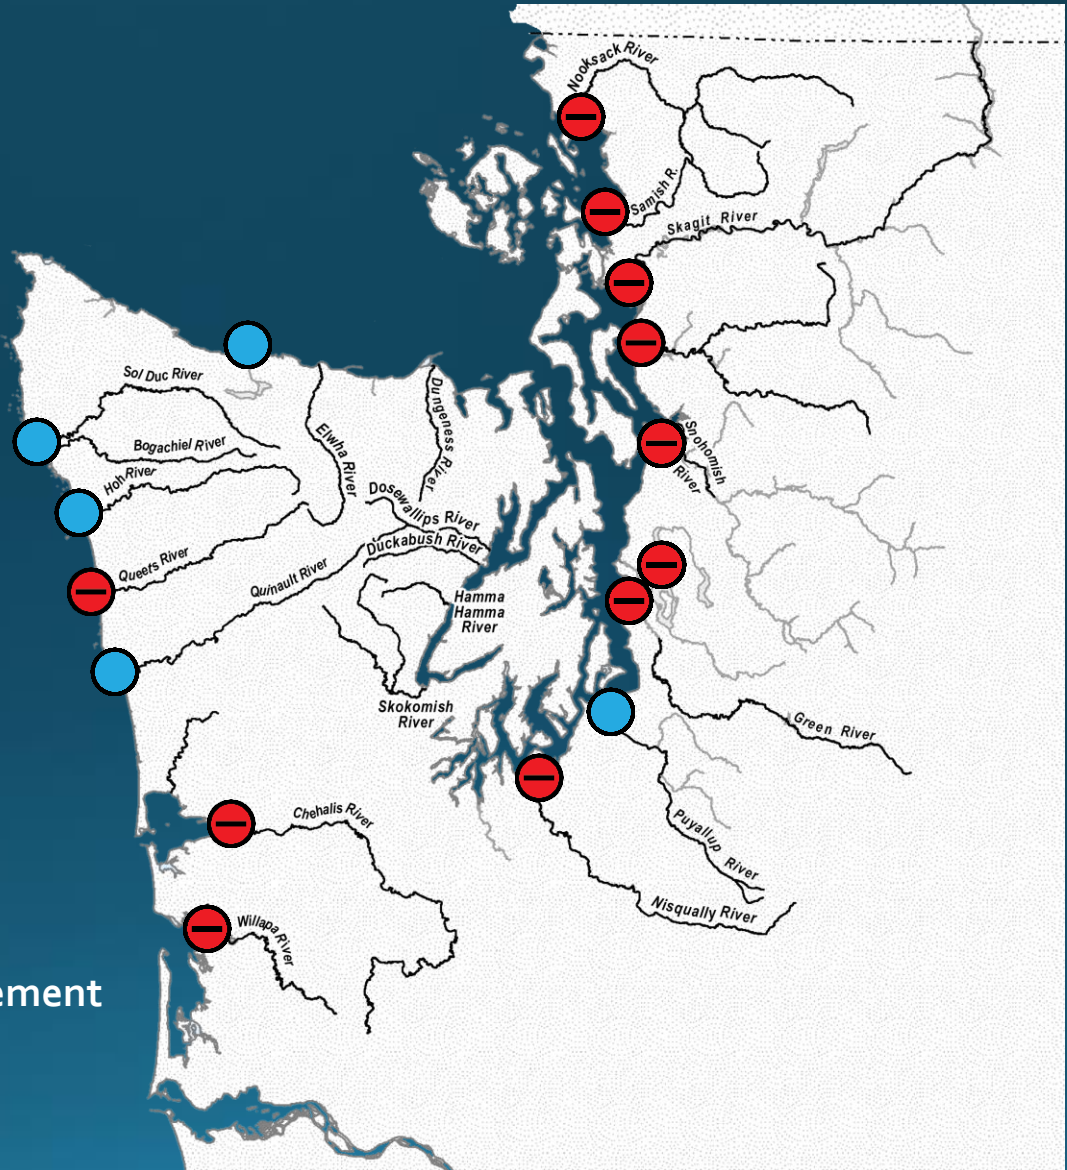 Nooksack River
Samish R.
Skagit River
Sol Duc River
Bogachiel River
Hoh River
Elwha River
Dungeness River
Snohomish
River
Dosewallips River
Duckabush River
Queets River
Quinault River
Hamma
Hamma
River
Skokomish
River
Green River
Chehalis River
Puyallup River
Nisqually River
Willapa River
ement